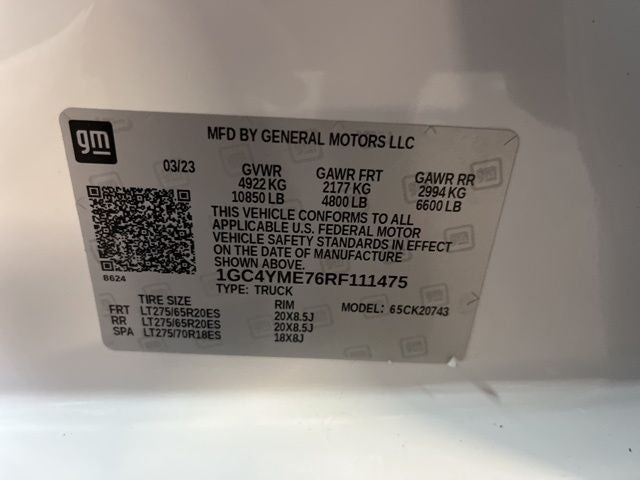 gm
MFD BY GENERAL MOTORS LLC
03/23 GVWR GAWR FRT GAWR RR
4922 KG 2177 KG 2994 KG
10850 LB 4800 LB 6600 LB
THIS VEHICLE CONFORMS TO ALL
APPLICABLE U.S. FEDERAL MOTOR
VEHICLE SAFETY STANDARDS IN EFFECT
ON THE DATE OF MANUFACTURE
SHOWN ABOVE.
8624
1GC4YME76RF111475
TYPE: TRUCK
TIRE SIZE RIM MODEL: 65CK20743
FRT LT275/65R20ES 20X8.5J
RR LT275/65R20ES 20X8.5J
SPA LT275/70R18ES 18X8J